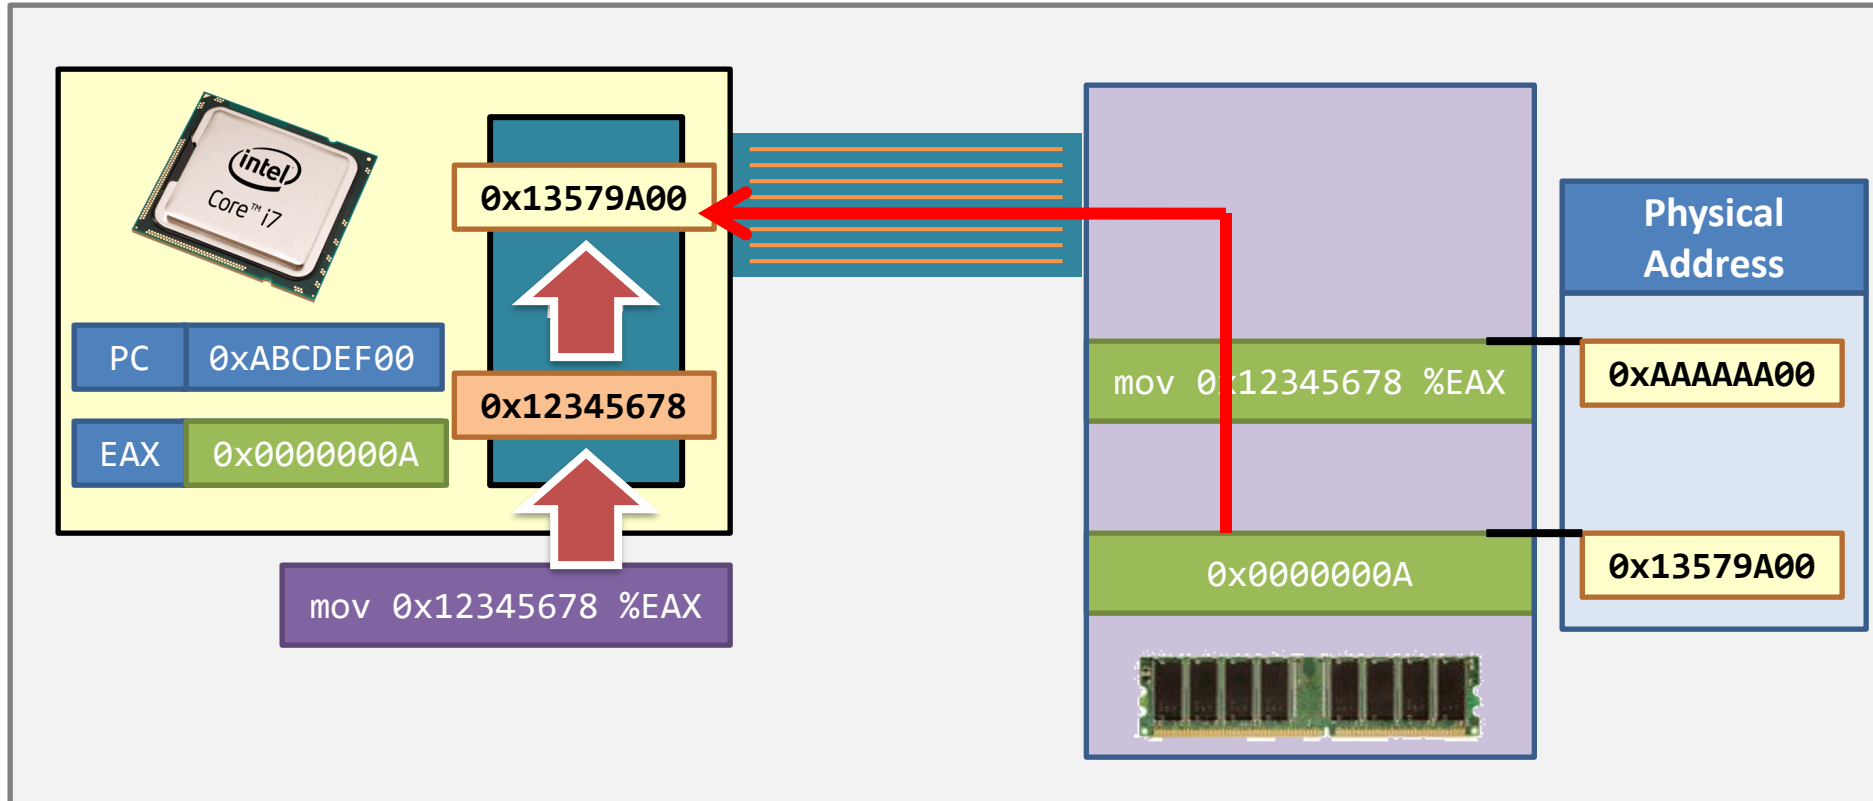 intel
Core™ i7
0x13579A00
PC 0xABCDEF00
0x12345678
EAX 0x0000000A
mov 0x12345678 %EAX
mov 0x12345678 %EAX
0x0000000A
Physical
Address
0xAAAAAA00
0x13579A00